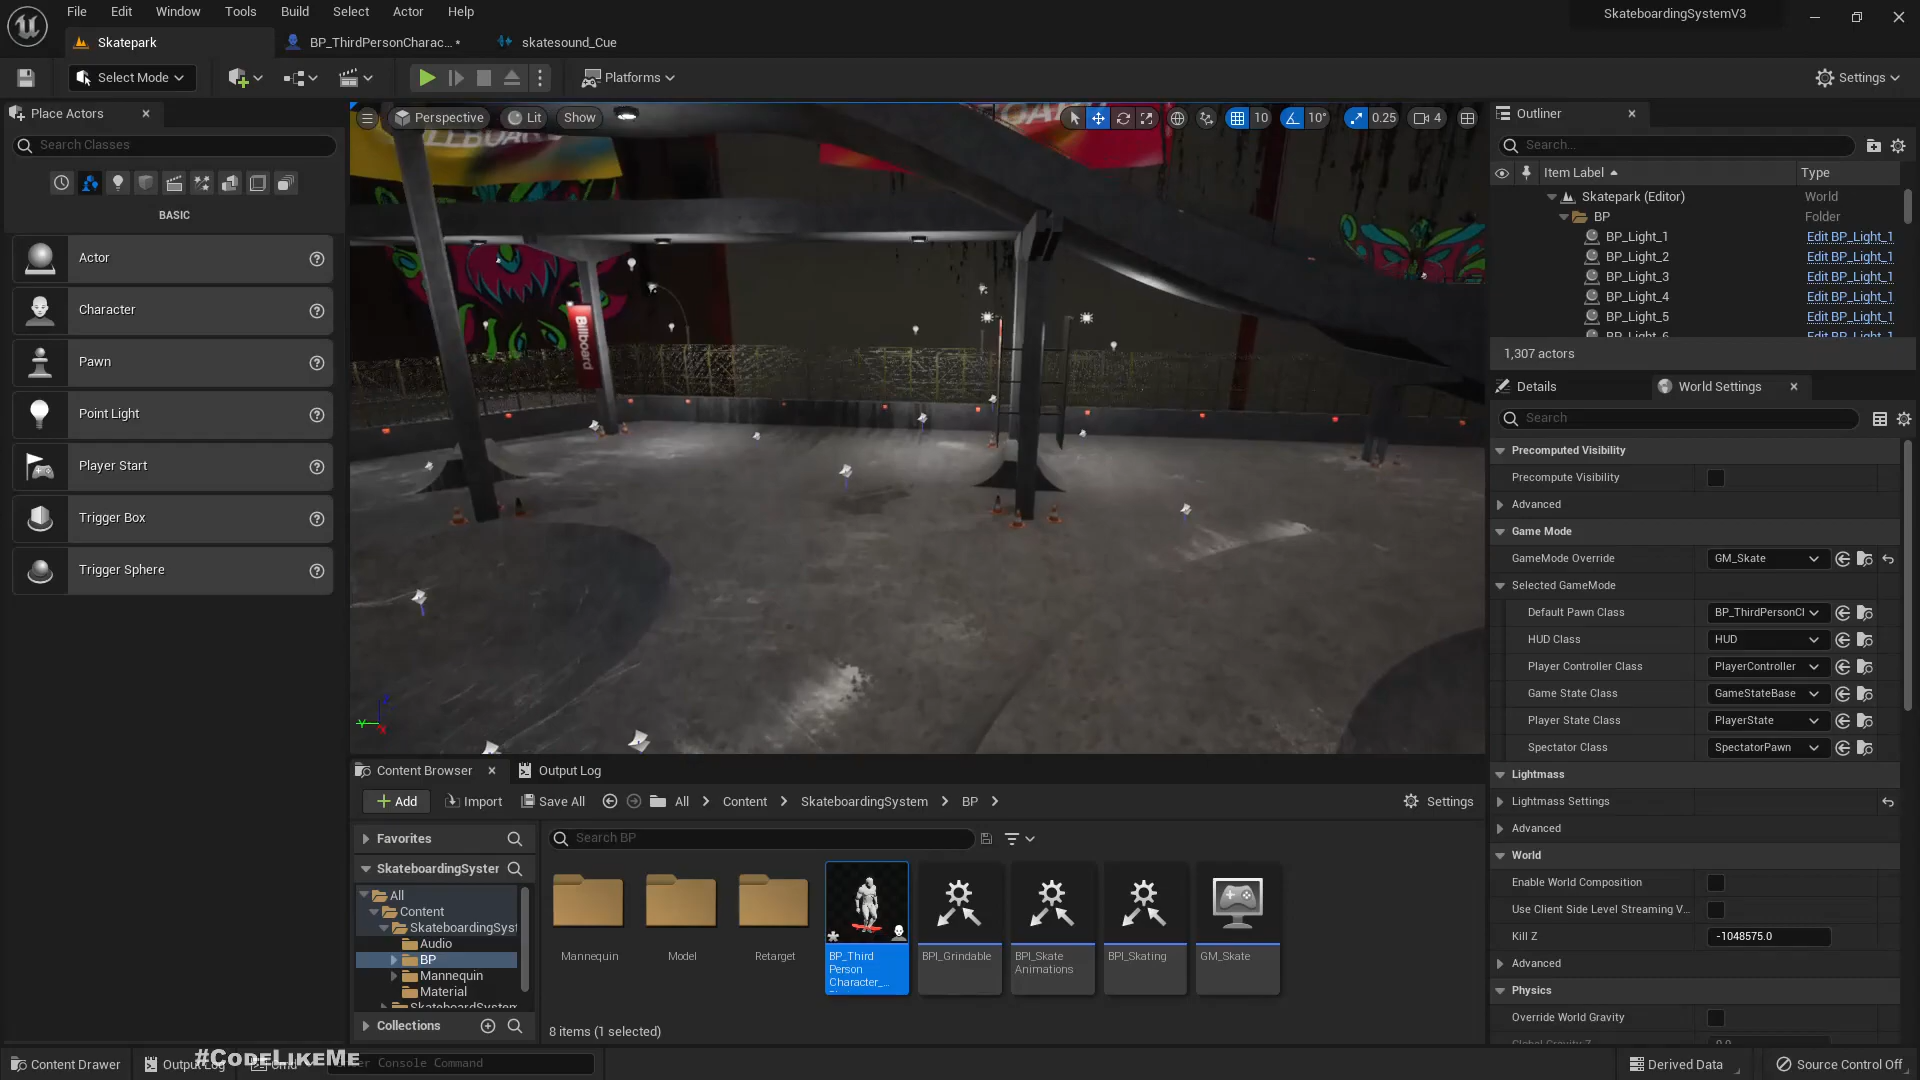 File Edit Window Tools Build Select Actor Help
SkateboardingSystemV3
Skatepark
BP_ThirdPersonCharac... *
skatesound_Cue
Select Mode
Platforms
Settings
Place Actors
Search Classes
BASIC
Actor
Character
Pawn
Point Light
Player Start
Trigger Box
Trigger Sphere
Perspective Lit Show
10 10° 0.25 4
Billboard
Outliner
Search...
Item Label Type
Skatepark (Editor) World
BP Folder
BP_Light_1 Edit BP_Light_1
BP_Light_2 Edit BP_Light_1
BP_Light_3 Edit BP_Light_1
BP_Light_4 Edit BP_Light_1
BP_Light_5 Edit BP_Light_1
BP_Light_6 Edit BP_Light_1
1,307 actors
Details World Settings
Search
Precomputed Visibility
Precompute Visibility
Advanced
Game Mode
GameMode Override GM_Skate
Selected GameMode
Default Pawn Class BP_ThirdPersonCl
HUD Class HUD
Player Controller Class PlayerController
Game State Class GameStateBase
Player State Class PlayerState
Spectator Class SpectatorPawn
Lightmass
Lightmass Settings
Advanced
World
Enable World Composition
Use Client Side Level Streaming V...
Kill Z -1048575.0
Advanced
Physics
Override World Gravity
Content Browser Output Log
Add Import Save All All Content SkateboardingSystem BP Settings
Favorites
Search BP
SkateboardingSyster
All
Content
SkateboardingSyst
Audio
BP
Mannequin
Material
Collections
Mannequin
Model
Retarget
BP_Third
Person
Character_...
BPI_Grindable
BPI_Skate
Animations
BPI_Skating
GM_Skate
8 items (1 selected)
Content Drawer Output Log Cmd Enter Console Command
#CodeLikeMe
Derived Data Source Control Off